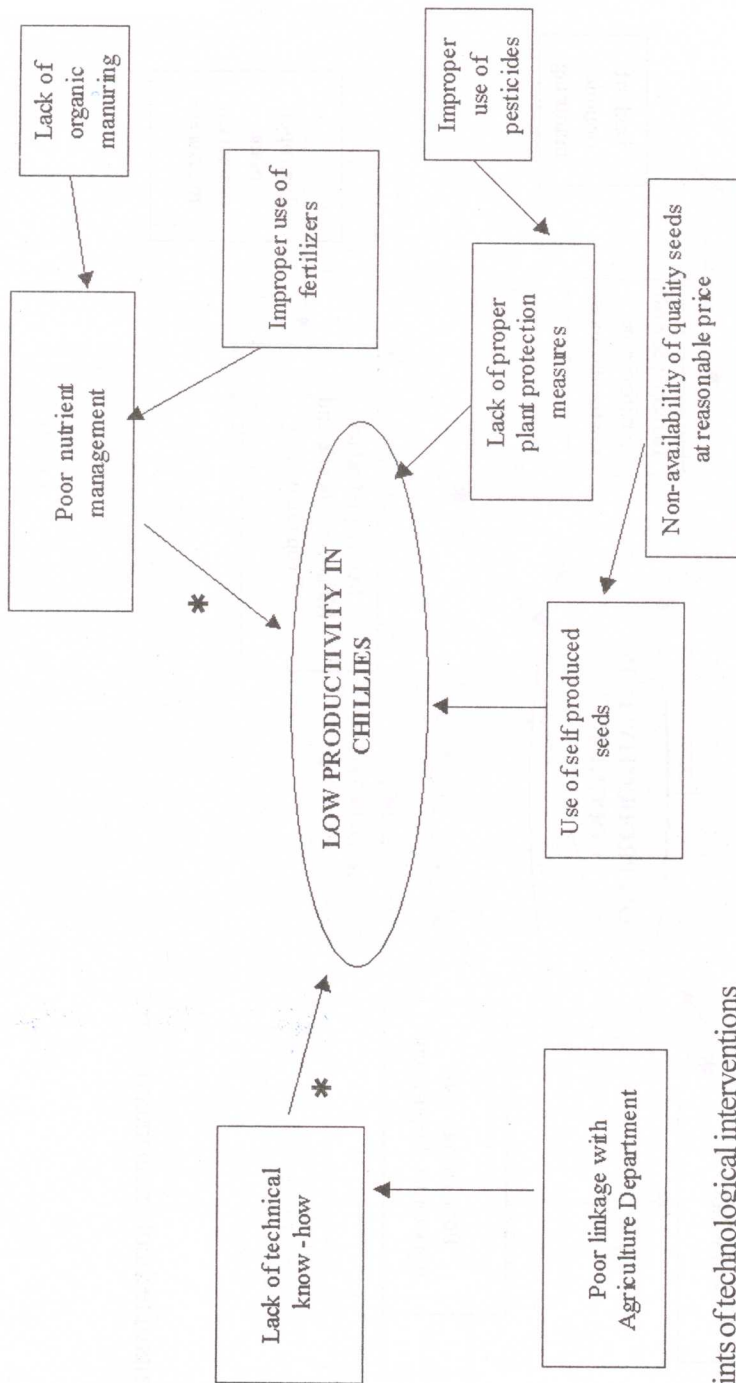 Lack of
organic
manuring
Poor nutrient
management
Improper use of
fertilizers
Improper
use of
pesticides
Lack of proper
plant protection
measures
*
LOW PRODUCTIVITY IN
CHILLIES
Non-availability of quality seeds
at reasonable price
Use of self produced
seeds
*
Lack of technical
know -how
Poor linkage with
Agriculture Department
of technological interventions